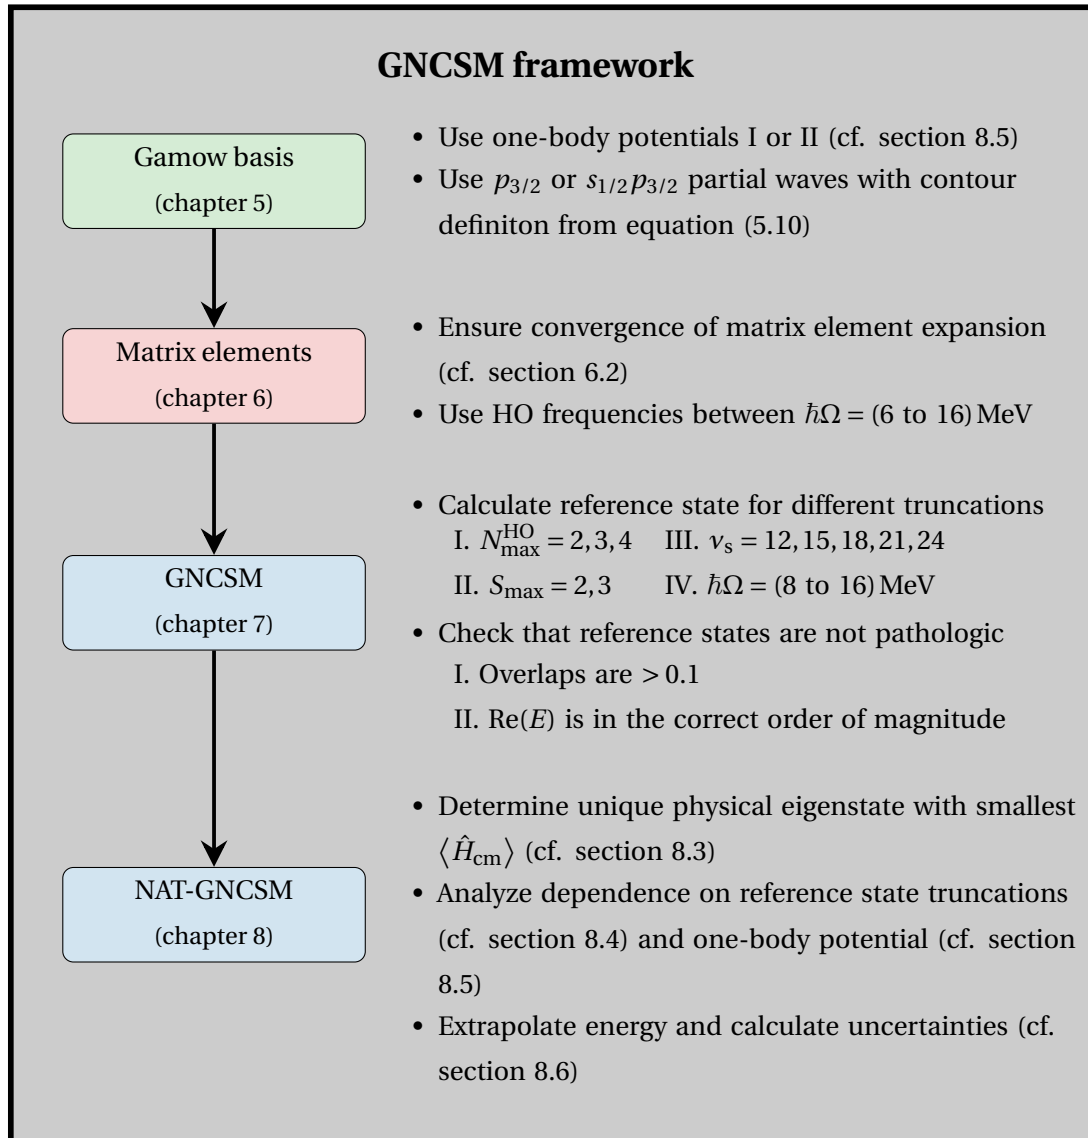 GNCSM framework
Gamow basis
(chapter 5)
• Use one-body potentials I or II (cf. section 8.5)
• Use p3/2 or s1/2p3/2 partial waves with contour
definiton from equation (5.10)
Matrix elements
(chapter 6)
• Ensure convergence of matrix element expansion
(cf. section 6.2)
• Use HO frequencies between ℏΩ = (6 to 16) MeV
GNCSM
(chapter 7)
• Calculate reference state for different truncations
I. N_max^HO = 2,3,4 III. ν_s = 12,15,18,21,24
II. S_max = 2,3 IV. ℏΩ = (8 to 16) MeV
• Check that reference states are not pathologic
I. Overlaps are > 0.1
II. Re(E) is in the correct order of magnitude
NAT-GNCSM
(chapter 8)
• Determine unique physical eigenstate with smallest
⟨Ĥ_cm⟩ (cf. section 8.3)
• Analyze dependence on reference state truncations
(cf. section 8.4) and one-body potential (cf. section
8.5)
• Extrapolate energy and calculate uncertainties (cf.
section 8.6)